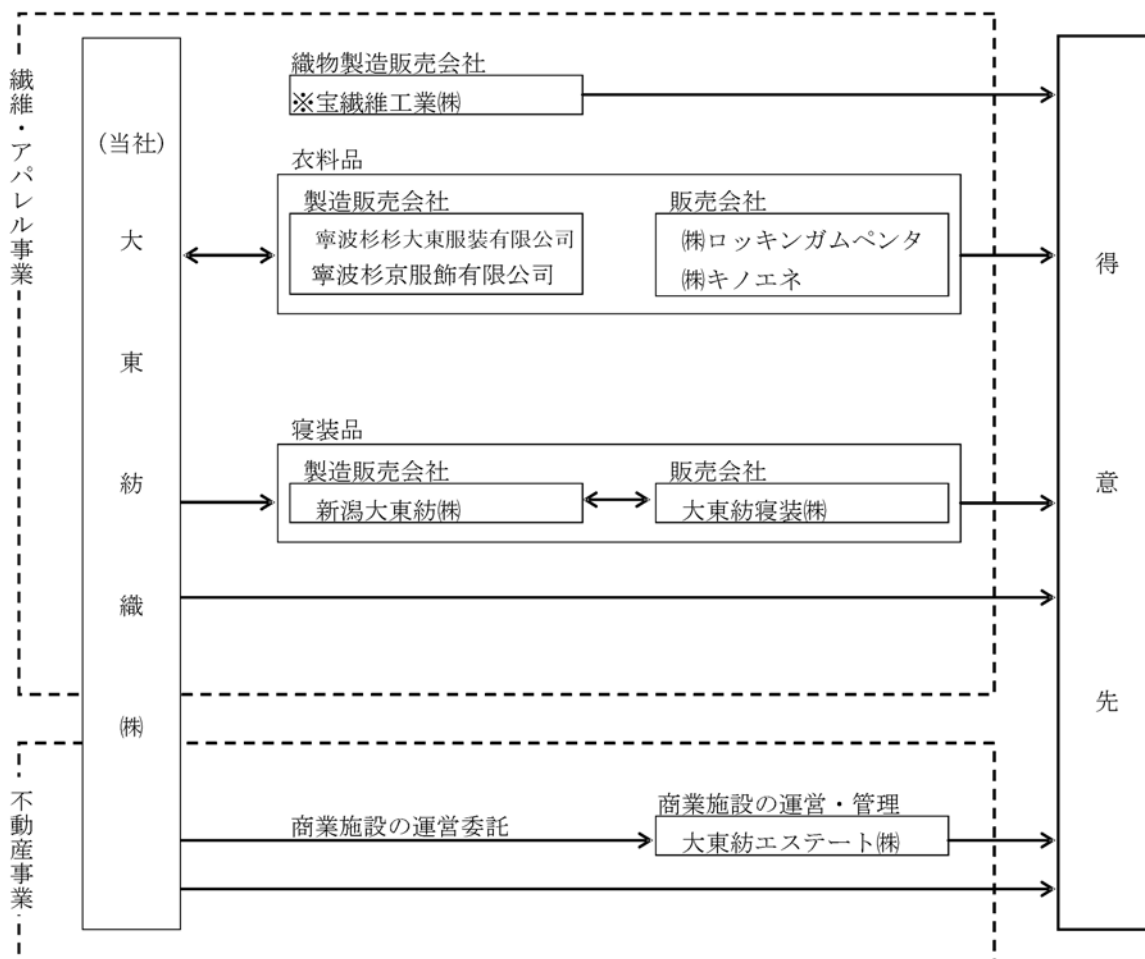 繊維・アパレル事業
(当社)
大東紡織㈱
織物製造販売会社
※宝繊維工業㈱
衣料品
製造販売会社
寧波杉杉大東服装有限公司
寧波杉京服飾有限公司
販売会社
㈱ロッキンガムペンタ
㈱キノエネ
寝装品
製造販売会社
新潟大東紡㈱
販売会社
大東紡寝装㈱
不動産事業
商業施設の運営委託
商業施設の運営・管理
大東紡エステート㈱
得意先